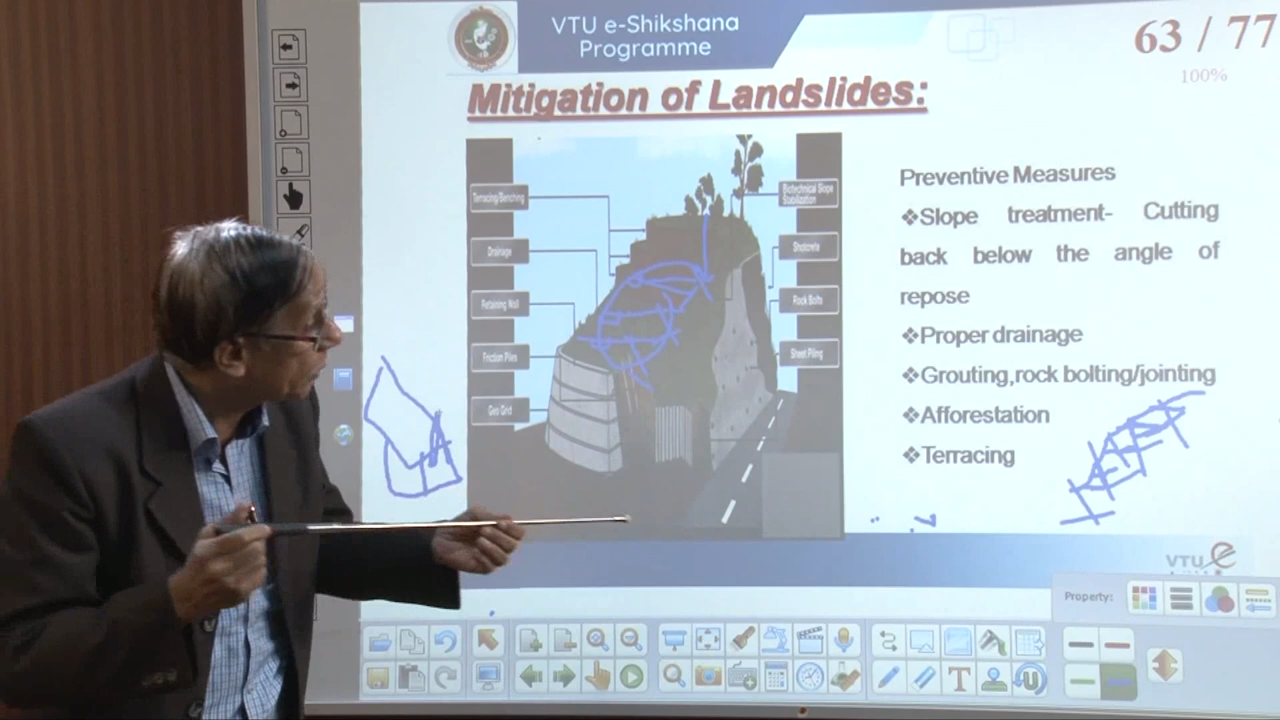 VTU e-Shikshana
Programme
63 / 77
100%
Mitigation of Landslides:
Terracing/Benching
Drainage
Retaining Wall
Friction Piles
Geo Grid
Biotechnical Slope
Stabilization
Shotcrete
Rock Bolts
Sheet Piling
Preventive Measures
❖Slope treatment- Cutting
back below the angle of
repose
❖Proper drainage
❖Grouting,rock bolting/jointing
❖Afforestation
❖Terracing
VTU e
Property: